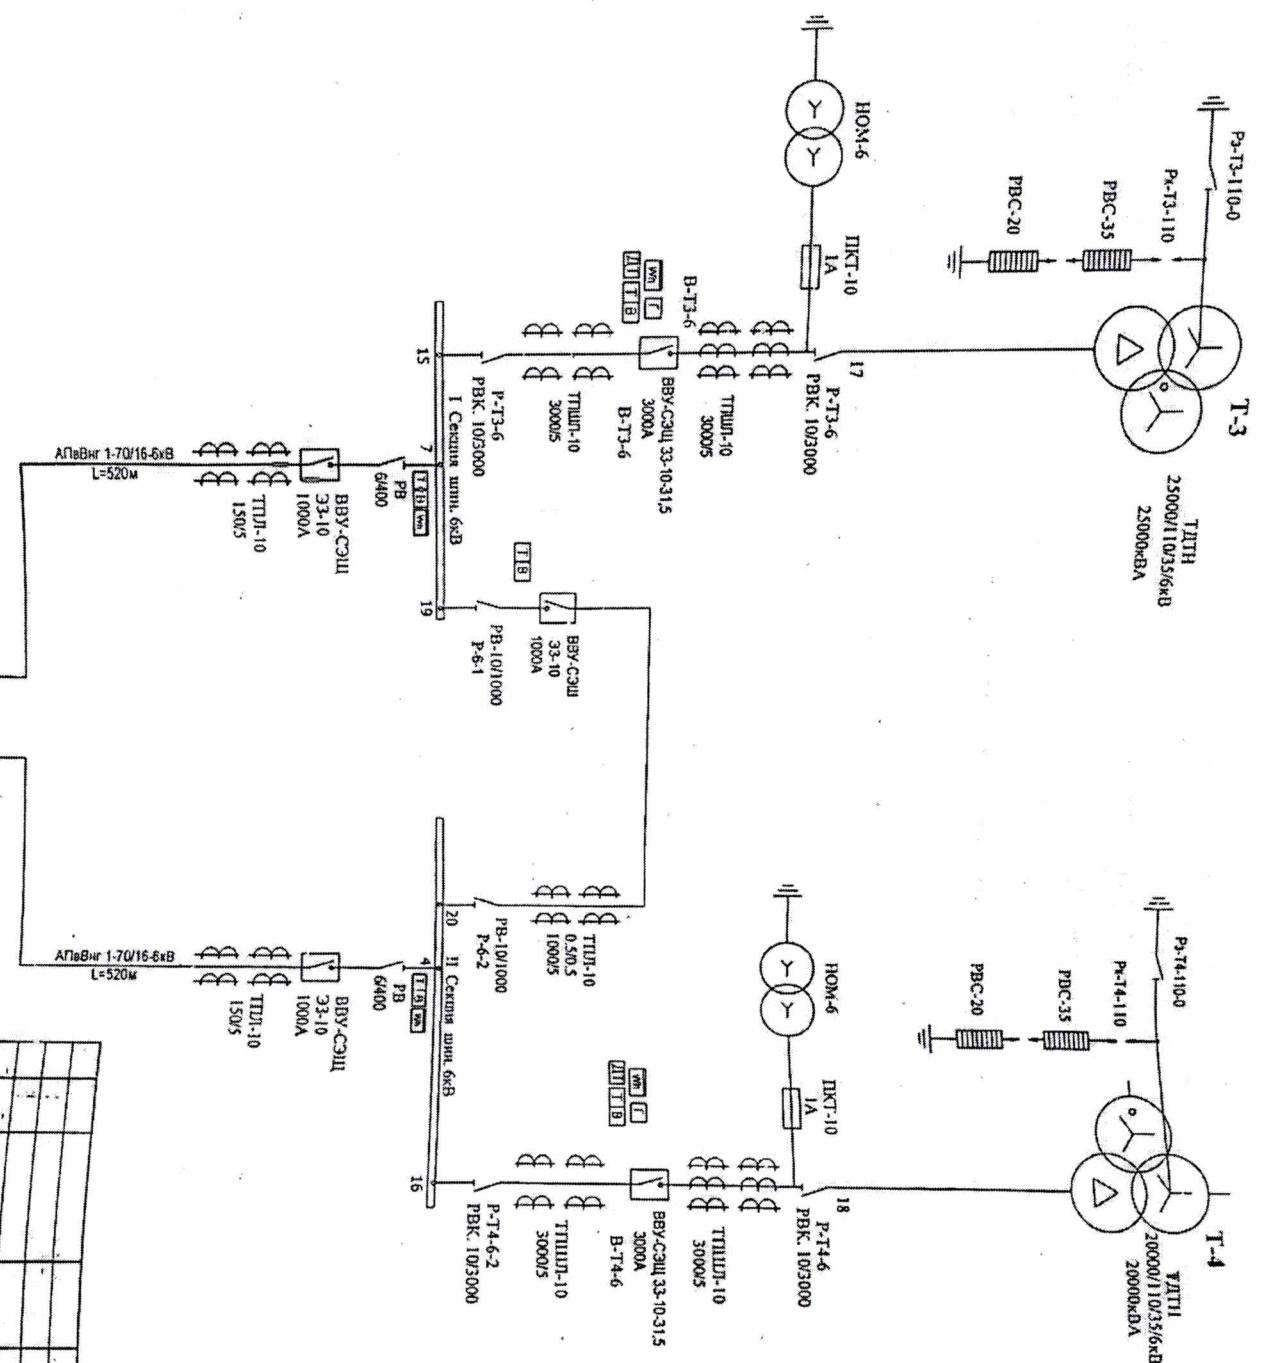 Т-3
ТДТН
25000/110/35/6кВ
25000кВА
Рз-Т3-110-0
Рк-Т3-110
РВС-35
РВС-20
НОМ-6
ПКТ-10
1А
17
Р-Т3-6
РВК. 10/3000
ТПШЛ-10
3000/5
В-Т3-6
Wh Г
ДТ Т В
ВВУ-СЭЩ 33-10-31,5
3000А
В-Т3-6
ТПШЛ-10
3000/5
Р-Т3-6
РВК. 10/3000
15
I Секция шин. 6кВ
7
19
РВ
6/400
ВВУ-СЭЩ
ЭЗ-10
1000А
ТПЛ-10
150/5
АПвВнг 1-70/16-6кВ
L=520м
Т В
ВВУ-СЭЩ
ЭЗ-10
1000А
РВ-10/1000
Р-6-1
Т-4
ТДТН
20000/110/35/6кВ
20000кВА
Рз-Т4-110-0
Рк-Т4-110
РВС-35
РВС-20
НОМ-6
ПКТ-10
1А
18
Р-Т4-6
РВК. 10/3000
ТПШЛ-10
3000/5
Wh Г
ДТ Т В
ВВУ-СЭЩ 33-10-31,5
3000А
В-Т4-6
ТПШЛ-10
3000/5
Р-Т4-6-2
РВК. 10/3000
ТПЛ-10
0.5/0.5
1000/5
РВ-10/1000
Р-6-2
20
4
II Секция шин. 6кВ
16
РВ
6/400
ВВУ-СЭЩ
ЭЗ-10
1000А
ТПЛ-10
150/5
АПвВнг 1-70/16-6кВ
L=520м